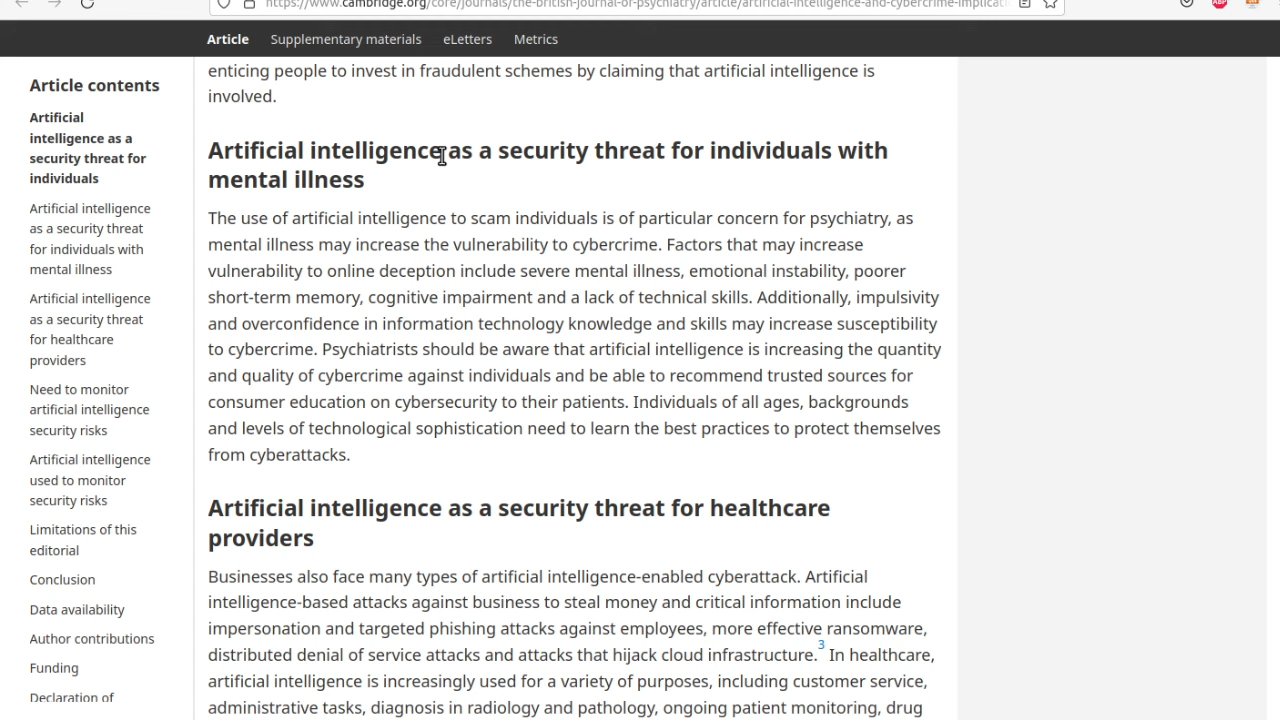 https://www.cambridge.org/core/journals/the-british-journal-of-psychiatry/article/artificial-intelligence-and-cybercrime-implicati
Article
Supplementary materials
eLetters
Metrics
Article contents
Artificial
intelligence as a
security threat for
individuals
Artificial intelligence
as a security threat
for individuals with
mental illness
Artificial intelligence
as a security threat
for healthcare
providers
Need to monitor
artificial intelligence
security risks
Artificial intelligence
used to monitor
security risks
Limitations of this
editorial
Conclusion
Data availability
Author contributions
Funding
Declaration of
enticing people to invest in fraudulent schemes by claiming that artificial intelligence is
involved.
Artificial intelligence as a security threat for individuals with
mental illness
The use of artificial intelligence to scam individuals is of particular concern for psychiatry, as
mental illness may increase the vulnerability to cybercrime. Factors that may increase
vulnerability to online deception include severe mental illness, emotional instability, poorer
short-term memory, cognitive impairment and a lack of technical skills. Additionally, impulsivity
and overconfidence in information technology knowledge and skills may increase susceptibility
to cybercrime. Psychiatrists should be aware that artificial intelligence is increasing the quantity
and quality of cybercrime against individuals and be able to recommend trusted sources for
consumer education on cybersecurity to their patients. Individuals of all ages, backgrounds
and levels of technological sophistication need to learn the best practices to protect themselves
from cyberattacks.
Artificial intelligence as a security threat for healthcare
providers
Businesses also face many types of artificial intelligence-enabled cyberattack. Artificial
intelligence-based attacks against business to steal money and critical information include
impersonation and targeted phishing attacks against employees, more effective ransomware,
distributed denial of service attacks and attacks that hijack cloud infrastructure.3 In healthcare,
artificial intelligence is increasingly used for a variety of purposes, including customer service,
administrative tasks, diagnosis in radiology and pathology, ongoing patient monitoring, drug